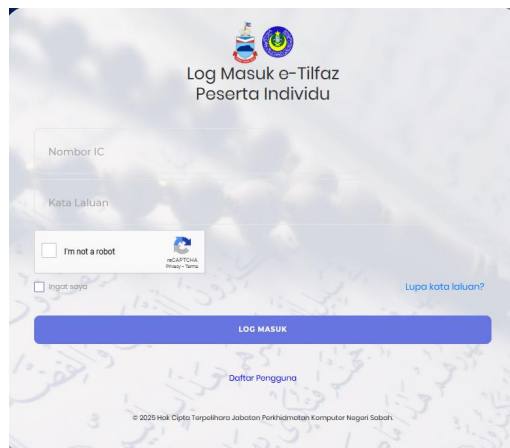 Log Masuk e-Tilfaz
Peserta Individu
Nombor IC
Kata Laluan
I'm not a robot
reCAPTCHA
Privacy - Terms
Ingat saya
Lupa kata laluan?
LOG MASUK
Daftar Pengguna
© 2025 Hak Cipta Terpelihara Jabatan Perkhidmatan Komputer Negeri Sabah.